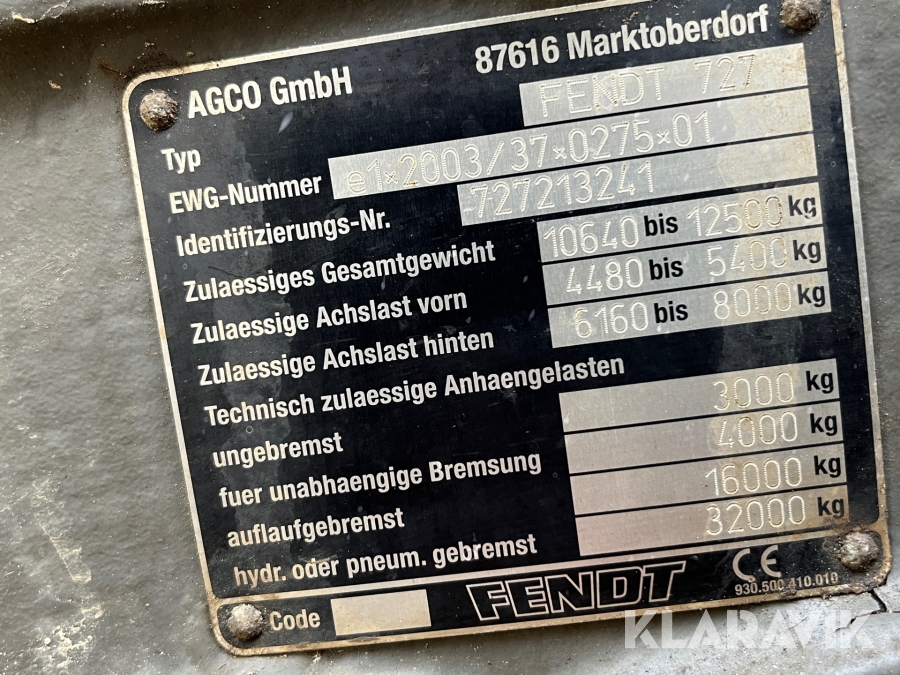 AGCO GmbH 87616 Marktoberdorf
Typ FENDT 727
EWG-Nummer e1*2003/37*0275*01
Identifizierungs-Nr. 727213241
Zulaessiges Gesamtgewicht 10640 bis 12500 kg
Zulaessige Achslast vorn 4480 bis 5400 kg
Zulaessige Achslast hinten 6160 bis 8000 kg
Technisch zulaessige Anhaengelasten
ungebremst 3000 kg
fuer unabhaengige Bremsung 4000 kg
auflaufgebremst 16000 kg
hydr. oder pneum. gebremst 32000 kg
Code FENDT CE
930.500.410.010
KLARAVIK